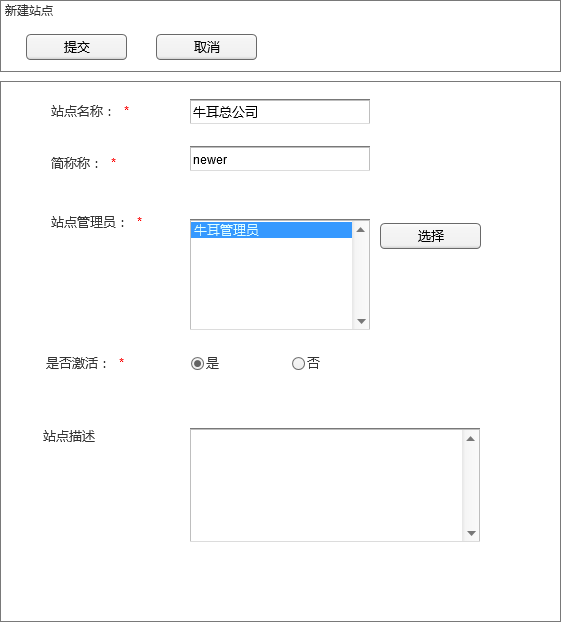 新建站点
提交 取消
站点名称： * 牛耳总公司
简称称： * newer
站点管理员： * 牛耳管理员 选择
是否激活： * 是 否
站点描述